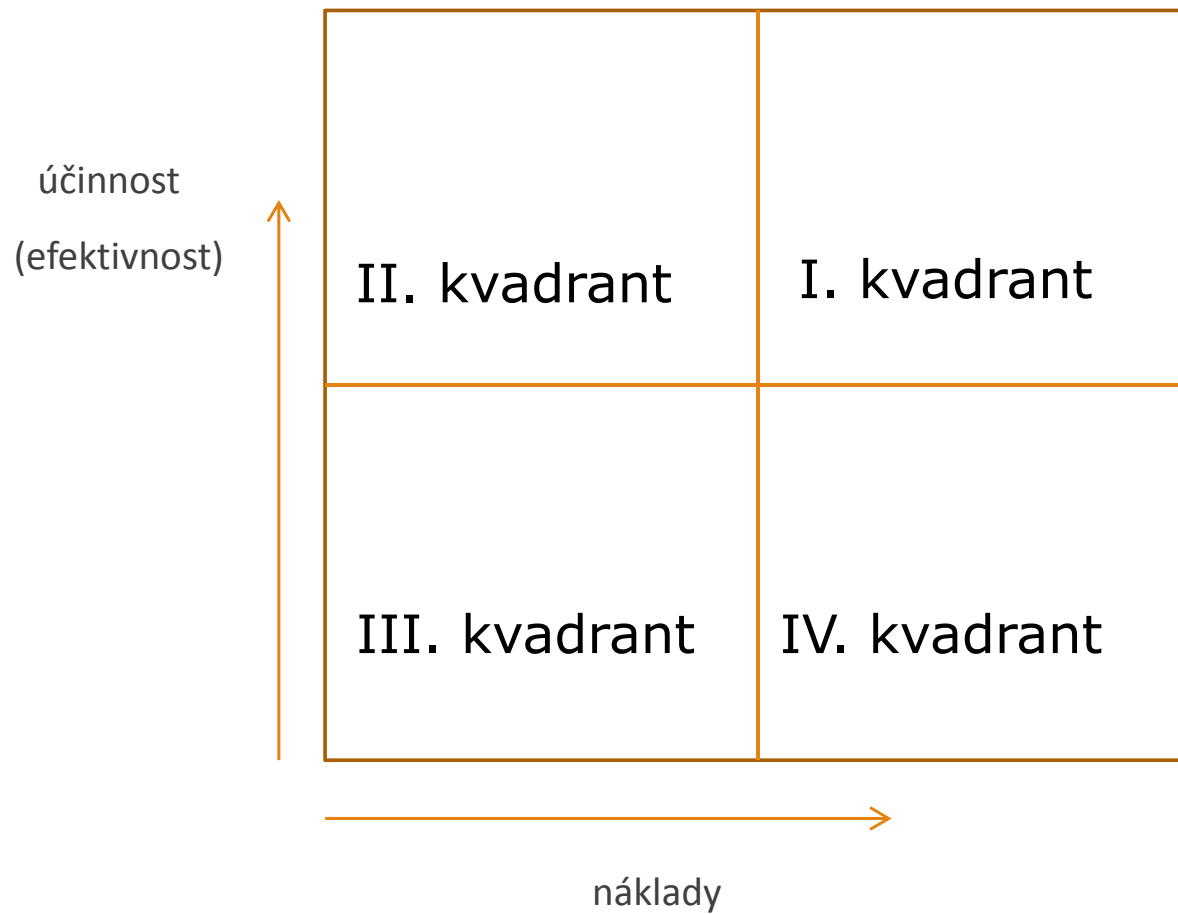 účinnost
(efektivnost)
II. kvadrant
I. kvadrant
III. kvadrant
IV. kvadrant
náklady